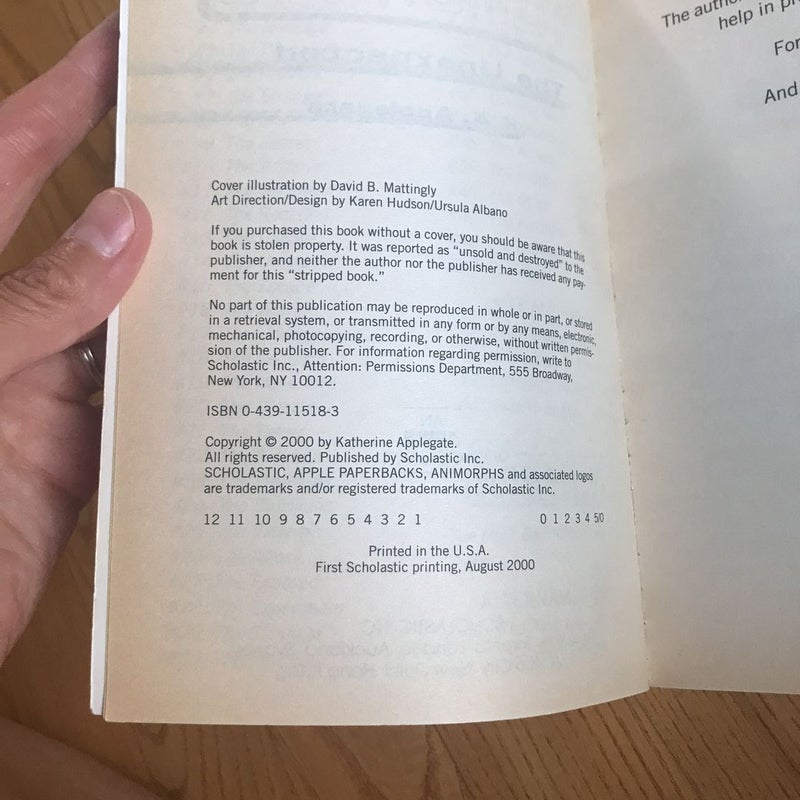 Cover illustration by David B. Mattingly
Art Direction/Design by Karen Hudson/Ursula Albano
If you purchased this book without a cover, you should be aware that this
book is stolen property. It was reported as “unsold and destroyed” to the
publisher, and neither the author nor the publisher has received any pay-
ment for this “stripped book.”
No part of this publication may be reproduced in whole or in part, or stored
in a retrieval system, or transmitted in any form or by any means, electronic,
mechanical, photocopying, recording, or otherwise, without written permis-
sion of the publisher. For information regarding permission, write to
Scholastic Inc., Attention: Permissions Department, 555 Broadway,
New York, NY 10012.
ISBN 0-439-11518-3
Copyright © 2000 by Katherine Applegate.
All rights reserved. Published by Scholastic Inc.
SCHOLASTIC, APPLE PAPERBACKS, ANIMORPHS and associated logos
are trademarks and/or registered trademarks of Scholastic Inc.
12 11 10 9 8 7 6 5 4 3 2 1 0 1 2 3 4 5/0
Printed in the U.S.A.
First Scholastic printing, August 2000
The
help in
For
And